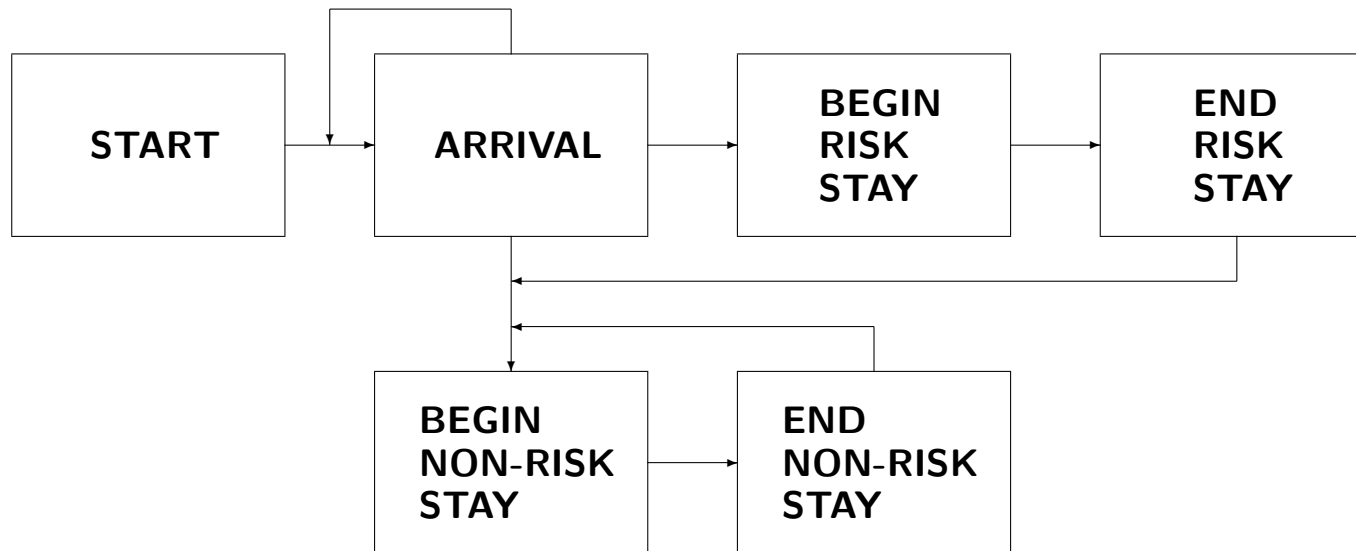 START
ARRIVAL
BEGIN
RISK
STAY
END
RISK
STAY
BEGIN
NON-RISK
STAY
END
NON-RISK
STAY